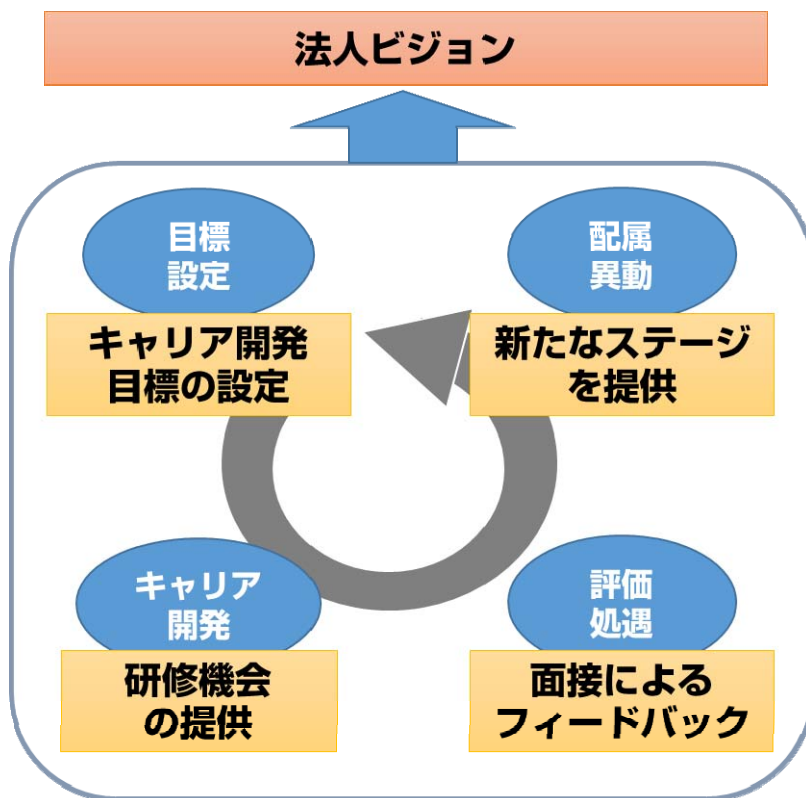 法人ビジョン
目標
設定
キャリア開発
目標の設定
配属
異動
新たなステージ
を提供
キャリア
開発
研修機会
の提供
評価
処遇
面接による
フィードバック